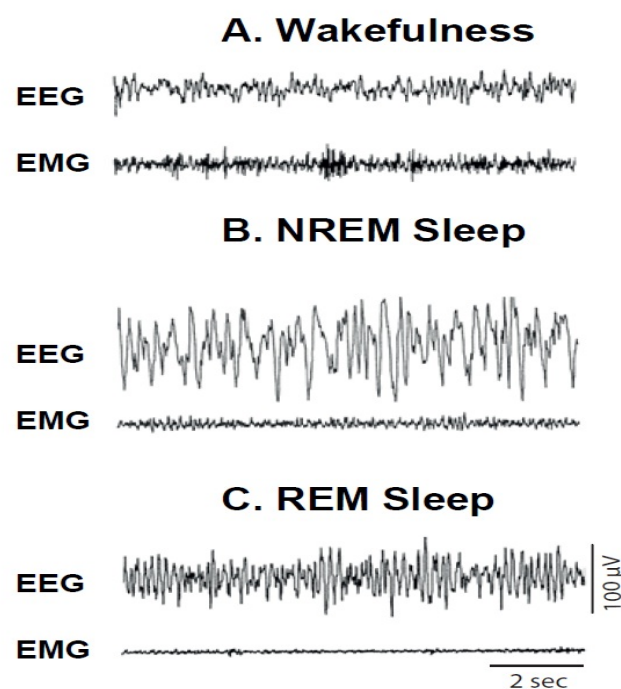 A. Wakefulness
EEG
EMG
B. NREM Sleep
EEG
EMG
C. REM Sleep
EEG
100 µV
EMG
2 sec